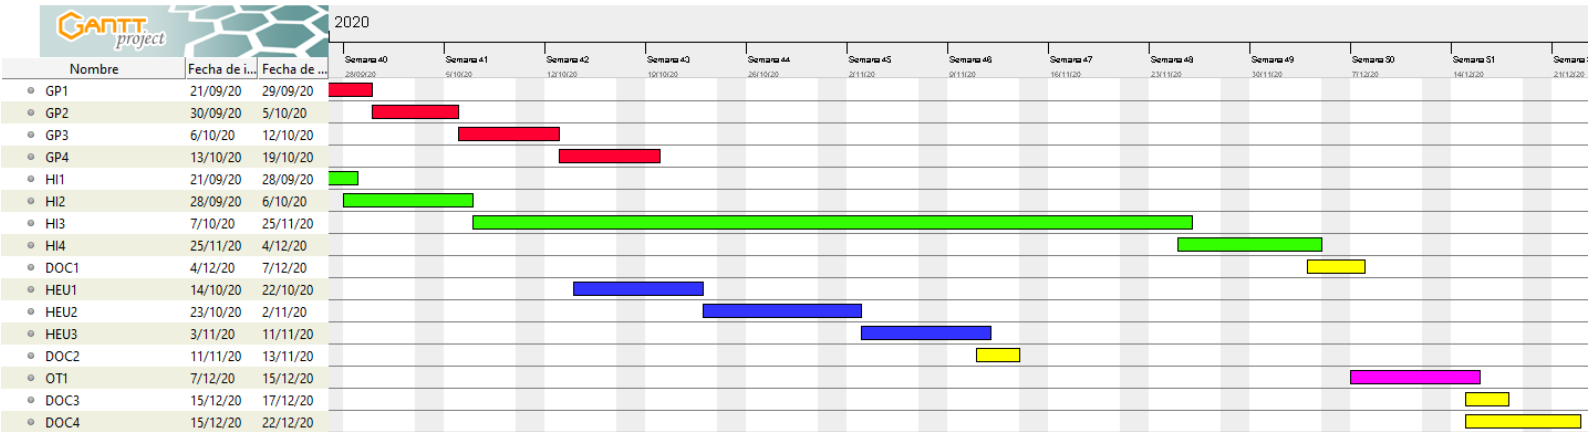 GANTT
project
2020
Nombre Fecha de i... Fecha de ...
Semana 40 Semana 41 Semana 42 Semana 43 Semana 44 Semana 45 Semana 46 Semana 47 Semana 48 Semana 49 Semana 50 Semana 51 Semana
28/09/20 5/10/20 12/10/20 19/10/20 26/10/20 2/11/20 9/11/20 16/11/20 23/11/20 30/11/20 7/12/20 14/12/20 21/12/20
GP1 21/09/20 29/09/20
GP2 30/09/20 5/10/20
GP3 6/10/20 12/10/20
GP4 13/10/20 19/10/20
HI1 21/09/20 28/09/20
HI2 28/09/20 6/10/20
HI3 7/10/20 25/11/20
HI4 25/11/20 4/12/20
DOC1 4/12/20 7/12/20
HEU1 14/10/20 22/10/20
HEU2 23/10/20 2/11/20
HEU3 3/11/20 11/11/20
DOC2 11/11/20 13/11/20
OT1 7/12/20 15/12/20
DOC3 15/12/20 17/12/20
DOC4 15/12/20 22/12/20